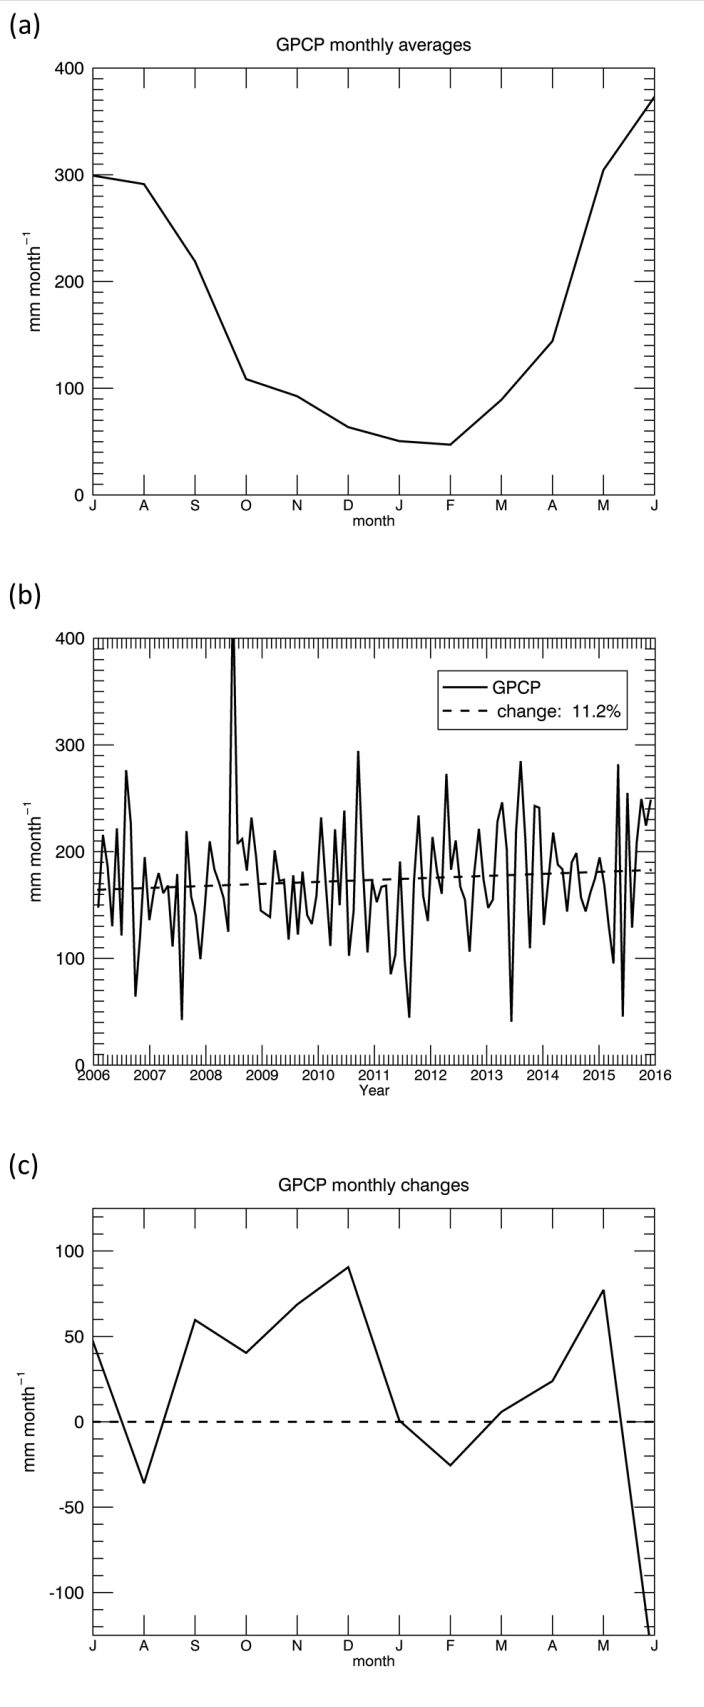 (a)
GPCP monthly averages
400
300
200
100
0
mm month⁻¹
J A S O N D J F M A M J
month
(b)
400
300
200
100
0
mm month⁻¹
GPCP
change: 11.2%
2006 2007 2008 2009 2010 2011 2012 2013 2014 2015 2016
Year
(c)
GPCP monthly changes
100
50
0
-50
-100
mm month⁻¹
J A S O N D J F M A M J
month